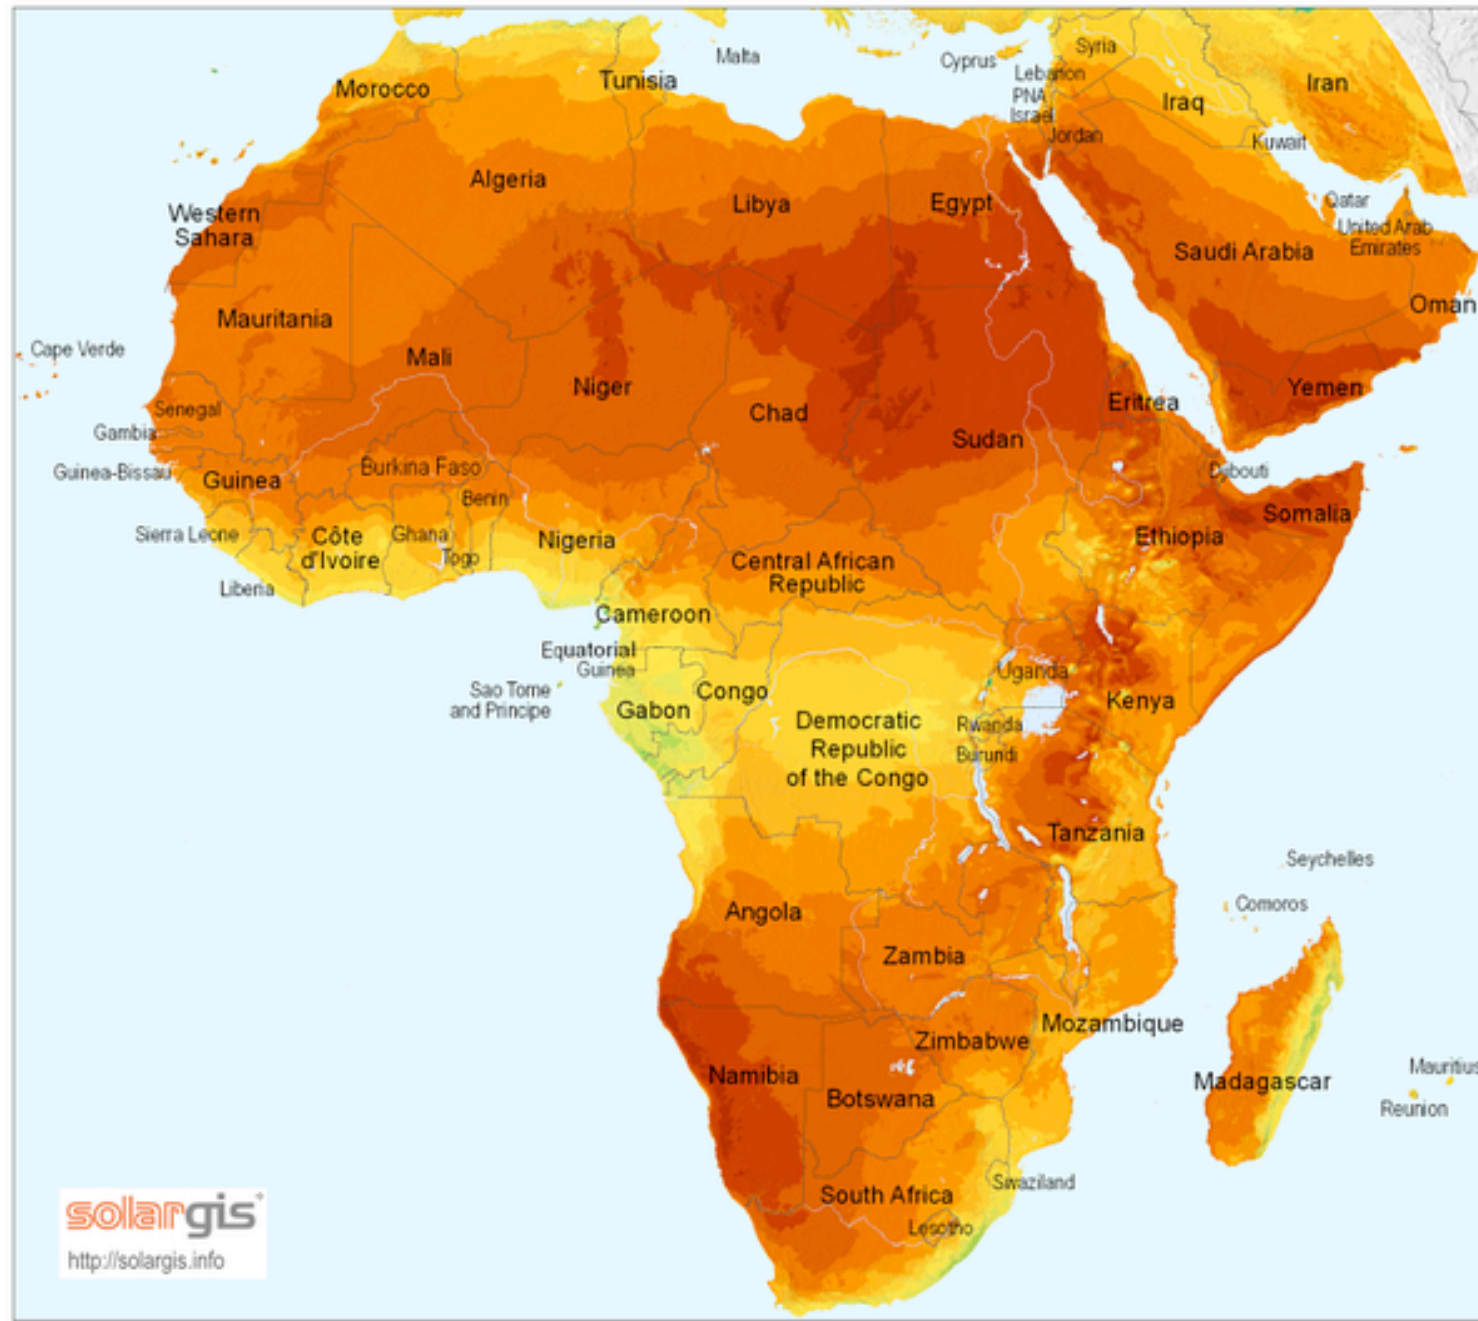 Malta
Cyprus
Syria
Lebanon
PNA
Israel
Jordan
Iraq
Iran
Kuwait
Morocco
Tunisia
Algeria
Libya
Egypt
Qatar
United Arab
Emirates
Saudi Arabia
Oman
Western
Sahara
Mauritania
Mali
Niger
Chad
Sudan
Eritrea
Yemen
Cape Verde
Senegal
Gambia
Guinea-Bissau
Guinea
Burkina Faso
Benin
Djibouti
Somalia
Sierra Leone
Côte
d'Ivoire
Ghana
Togo
Nigeria
Ethiopia
Liberia
Central African
Republic
Cameroon
Equatorial
Guinea
Sao Tome
and Principe
Gabon
Congo
Democratic
Republic
of the Congo
Uganda
Kenya
Rwanda
Burundi
Tanzania
Seychelles
Comoros
Angola
Zambia
Mozambique
Zimbabwe
Namibia
Botswana
Madagascar
Mauritius
Reunion
Swaziland
South Africa
Lesotho
solargis
http://solargis.info